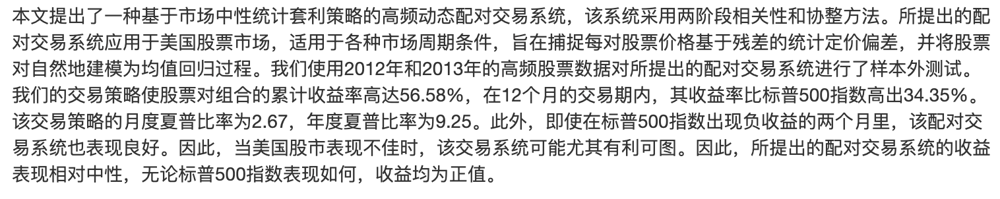 本文提出了一种基于市场中性统计套利策略的高频动态配对交易系统，该系统采用两阶段相关性和协整方法。所提出的配
对交易系统应用于美国股票市场，适用于各种市场周期条件，旨在捕捉每对股票价格基于残差的统计定价偏差，并将股票
对自然地建模为均值回归过程。我们使用2012年和2013年的高频股票数据对所提出的配对交易系统进行了样本外测试。
我们的交易策略使股票对组合的累计收益率高达56.58%，在12个月的交易期内，其收益率比标普500指数高出34.35%。
该交易策略的月度夏普比率为2.67，年度夏普比率为9.25。此外，即使在标普500指数出现负收益的两个月里，该配对交
易系统也表现良好。因此，当美国股市表现不佳时，该交易系统可能尤其有利可图。因此，所提出的配对交易系统的收益
表现相对中性，无论标普500指数表现如何，收益均为正值。